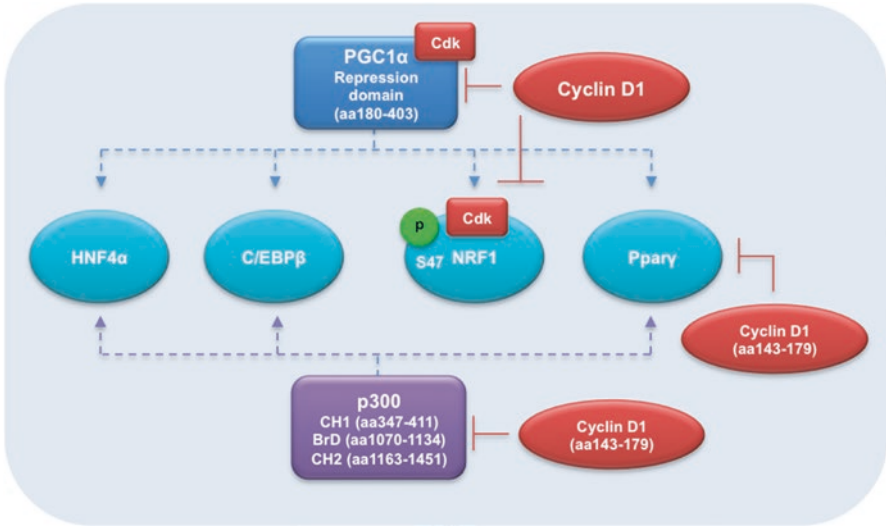 Cdk
PGC1α
Repression
domain
(aa180-403)
Cyclin D1
HNF4α
C/EBPβ
p
Cdk
S47 NRF1
Pparγ
Cyclin D1
(aa143-179)
p300
CH1 (aa347-411)
BrD (aa1070-1134)
CH2 (aa1163-1451)
Cyclin D1
(aa143-179)